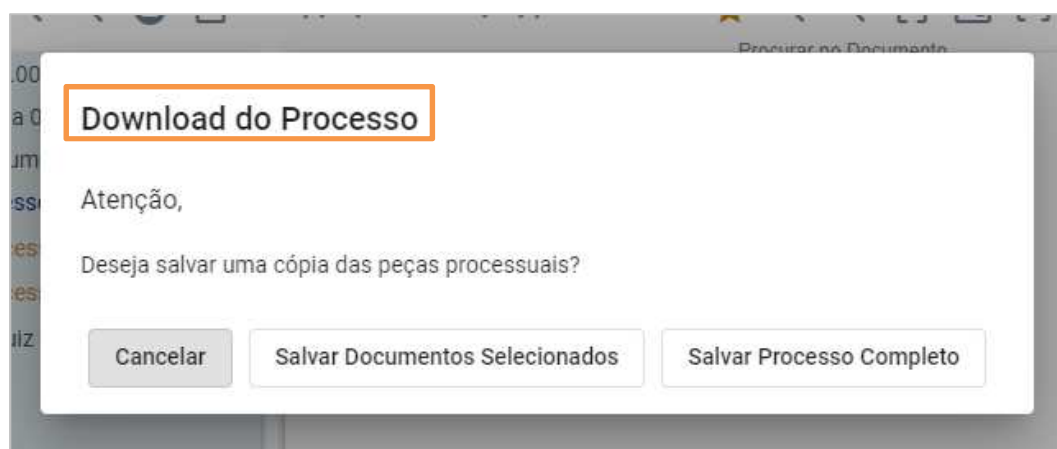 Procurar no Documento
Download do Processo
Atenção,
Deseja salvar uma cópia das peças processuais?
Cancelar
Salvar Documentos Selecionados
Salvar Processo Completo